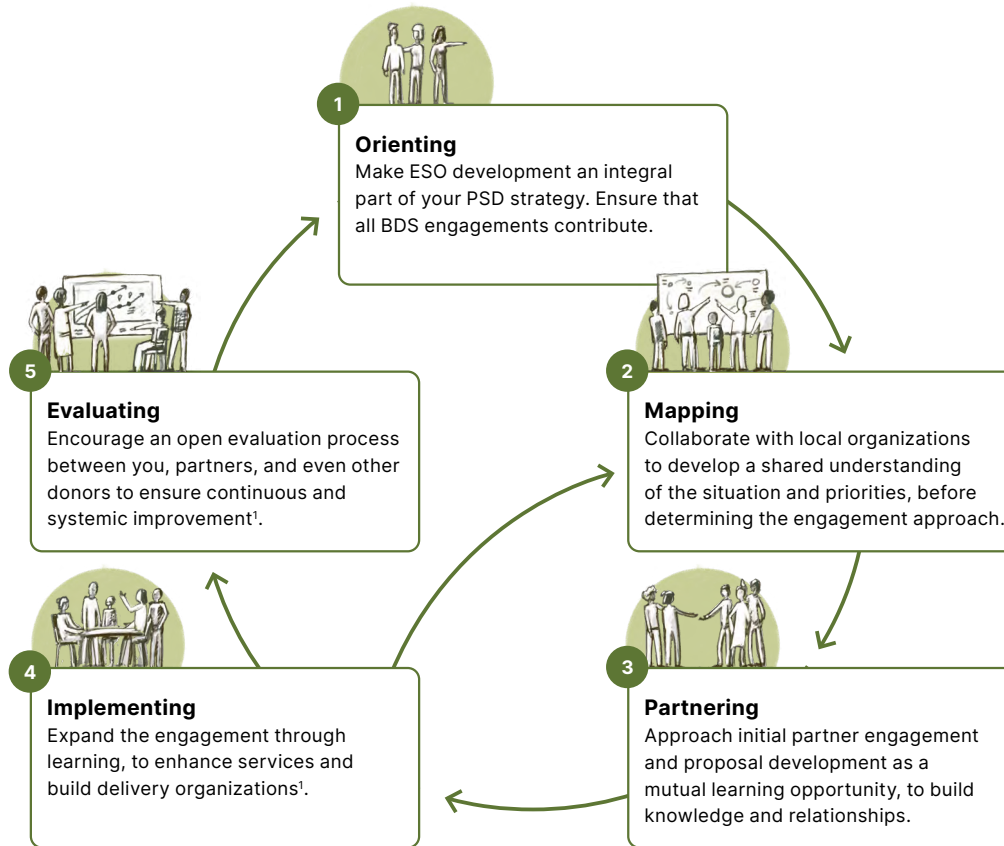 1
Orienting
Make ESO development an integral
part of your PSD strategy. Ensure that
all BDS engagements contribute.
2
Mapping
Collaborate with local organizations
to develop a shared understanding
of the situation and priorities, before
determining the engagement approach.
3
Partnering
Approach initial partner engagement
and proposal development as a
mutual learning opportunity, to build
knowledge and relationships.
4
Implementing
Expand the engagement through
learning, to enhance services and
build delivery organizations¹.
5
Evaluating
Encourage an open evaluation process
between you, partners, and even other
donors to ensure continuous and
systemic improvement¹.